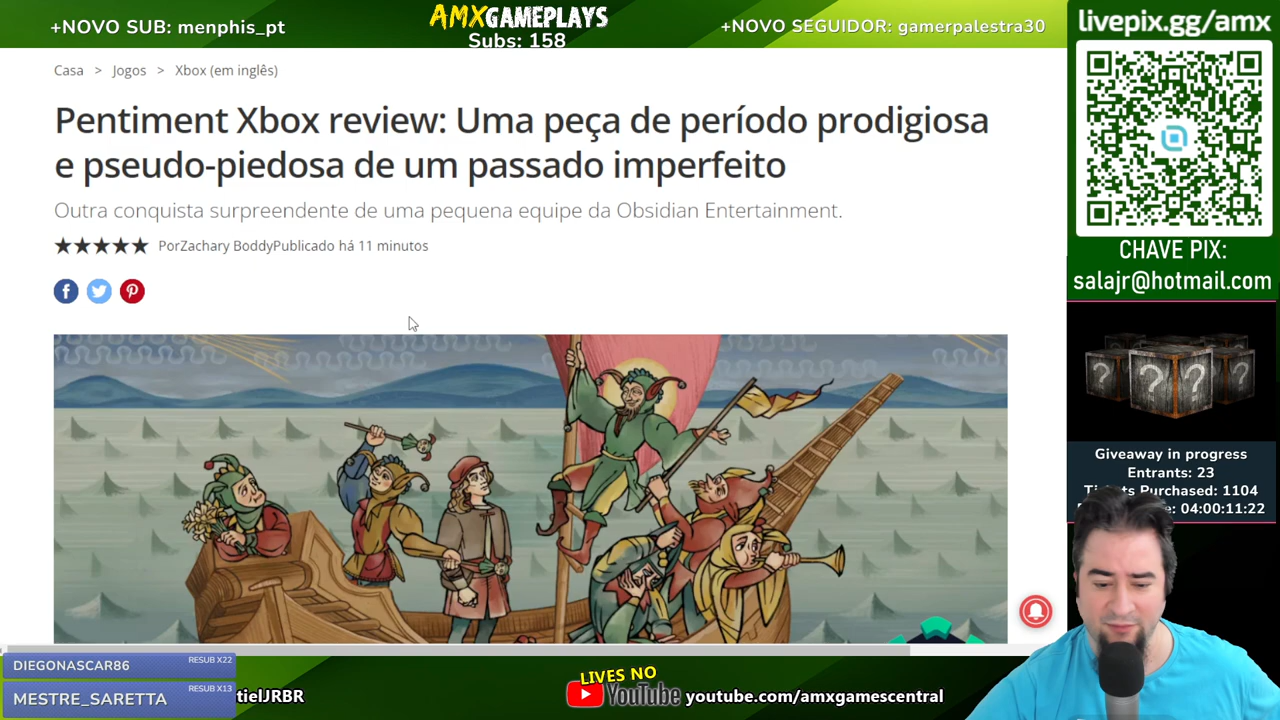 +NOVO SUB: menphis_pt
AMXGAMEPLAYS
Subs: 158
+NOVO SEGUIDOR: gamerpalestra30
livepix.gg/amx
Casa > Jogos > Xbox (em inglês)
Pentiment Xbox review: Uma peça de período prodigiosa
e pseudo-piedosa de um passado imperfeito
Outra conquista surpreendente de uma pequena equipe da Obsidian Entertainment.
PorZachary BoddyPublicado há 11 minutos
CHAVE PIX:
salajr@hotmail.com
Giveaway in progress
Entrants: 23
Tickets Purchased: 1104
04:00:11:22
DIEGONASCAR86
RESUB X22
MESTRE_SARETTA
RESUB X13
tielJRBR
LIVES NO
YouTube
youtube.com/amxgamescentral